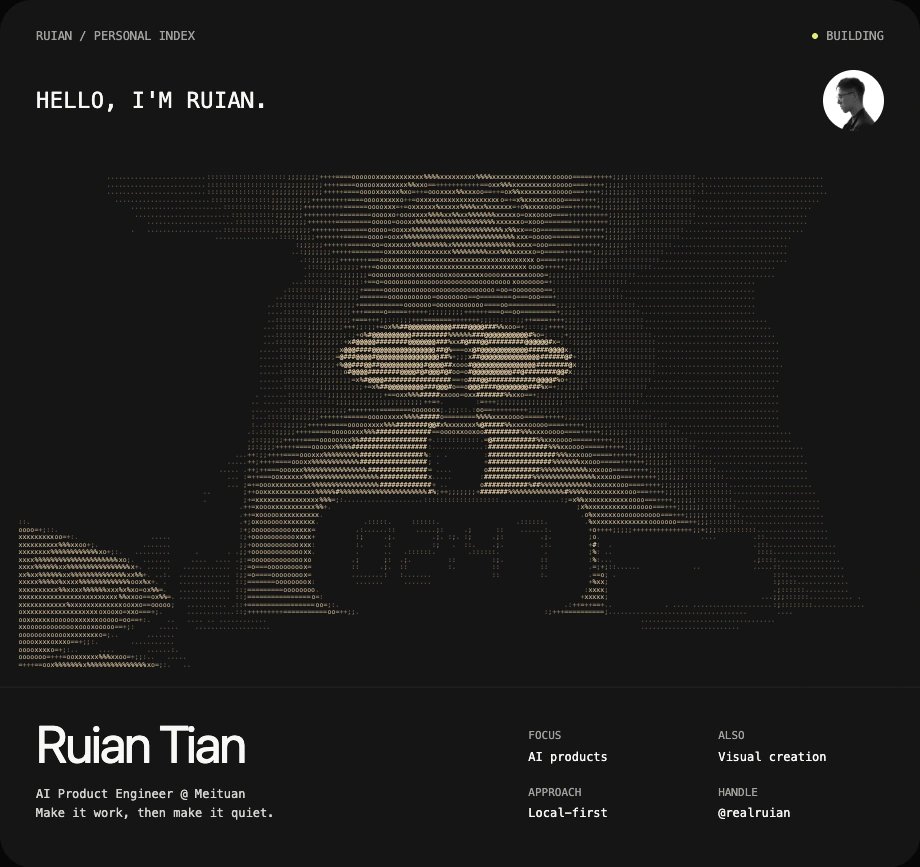 RUIAN / PERSONAL INDEX
BUILDING
HELLO, I'M RUIAN.
Ruian Tian
AI Product Engineer @ Meituan
Make it work, then make it quiet.
FOCUS
AI products
ALSO
Visual creation
APPROACH
Local-first
HANDLE
@realruian